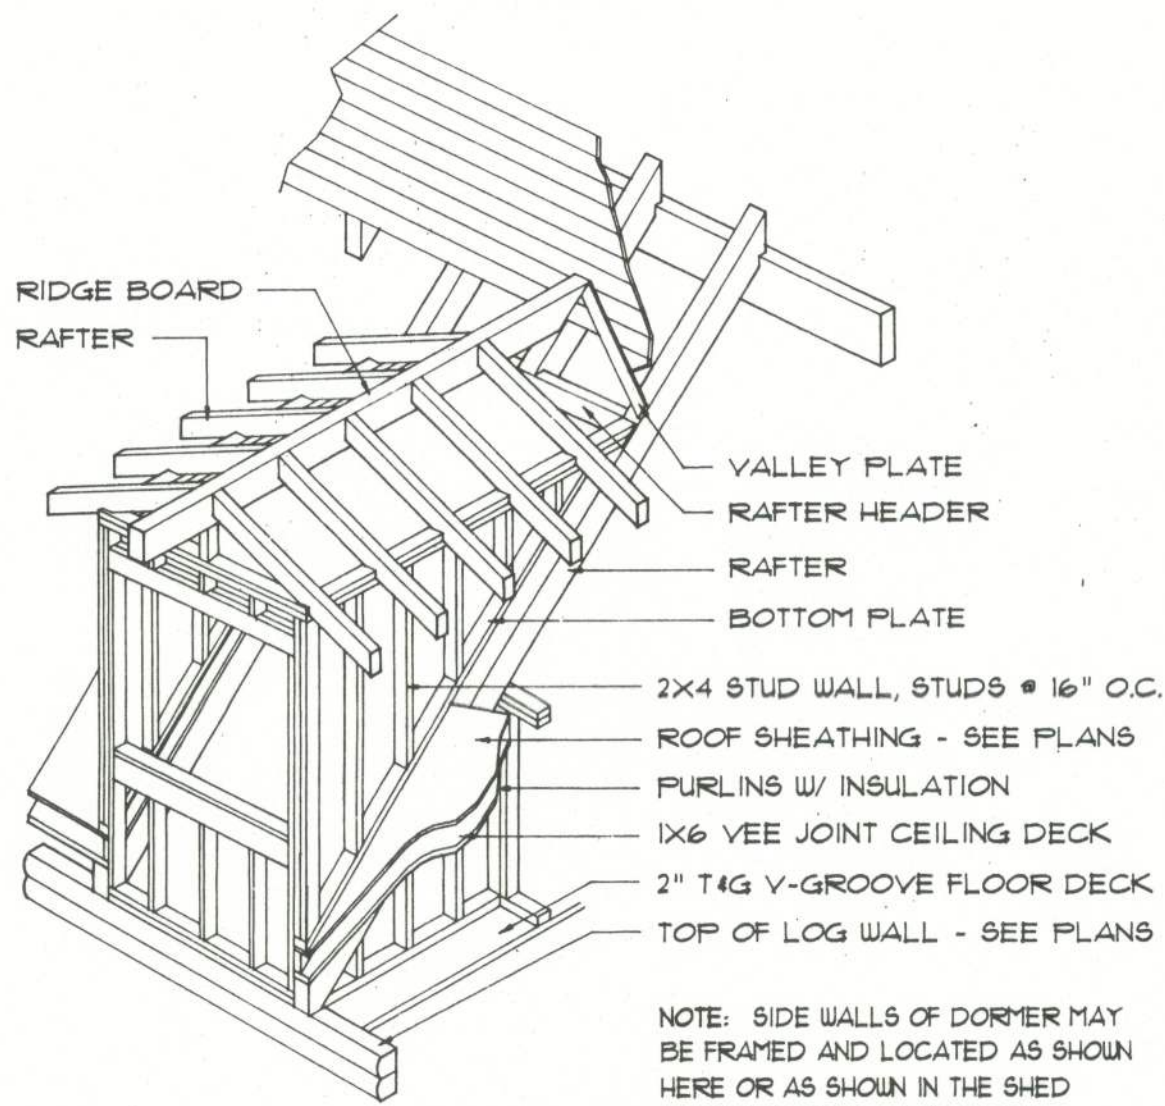 RIDGE BOARD
RAFTER
VALLEY PLATE
RAFTER HEADER
RAFTER
BOTTOM PLATE
2X4 STUD WALL, STUDS @ 16" O.C.
ROOF SHEATHING - SEE PLANS
PURLINS W/ INSULATION
1X6 VEE JOINT CEILING DECK
2" T&G V-GROOVE FLOOR DECK
TOP OF LOG WALL - SEE PLANS
NOTE: SIDE WALLS OF DORMER MAY
BE FRAMED AND LOCATED AS SHOWN
HERE OR AS SHOWN IN THE SHED